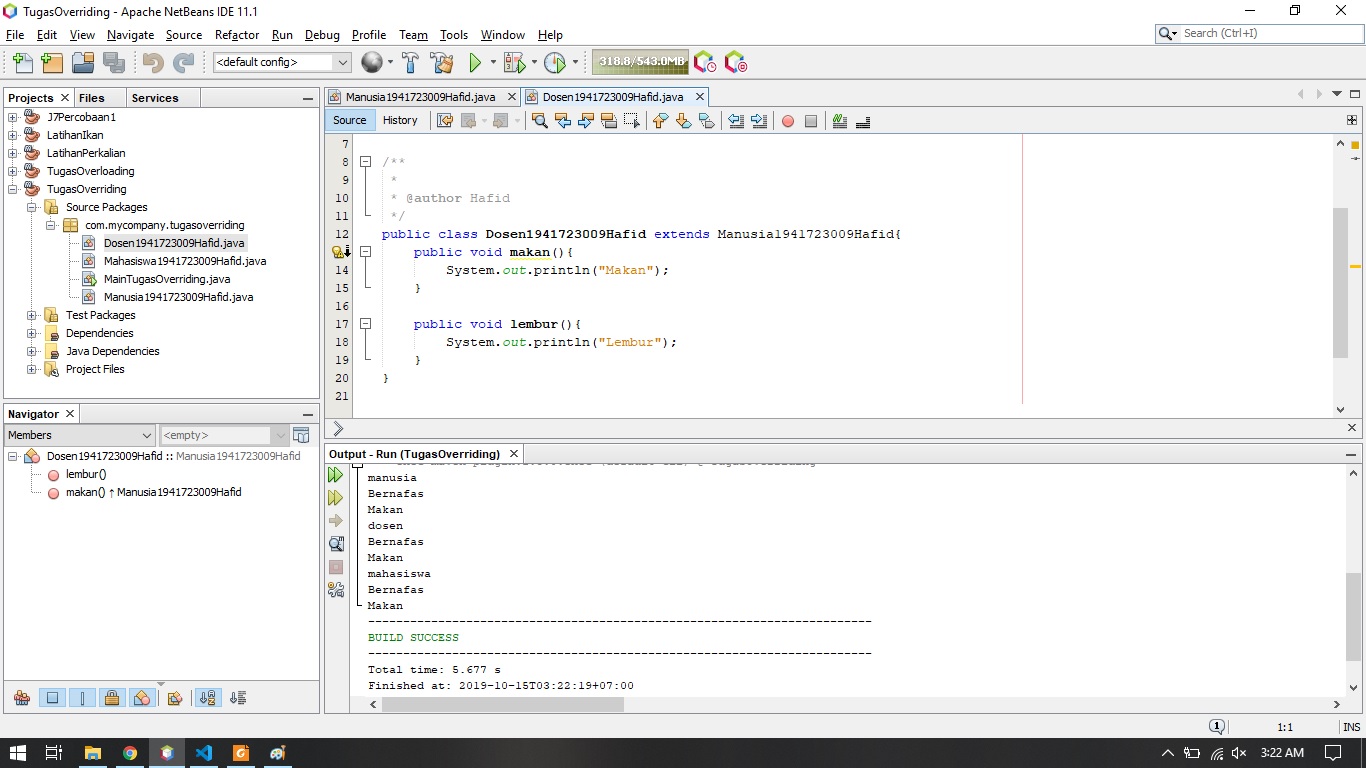 TugasOverriding - Apache NetBeans IDE 11.1
File Edit View Navigate Source Refactor Run Debug Profile Team Tools Window Help
Search (Ctrl+I)
<default config>
318.8/543.0MB
Projects Files Services
J7Percobaan1
LatihanIkan
LatihanPerkalian
TugasOverloading
TugasOverriding
Source Packages
com.mycompany.tugasoverriding
Dosen1941723009Hafid.java
Mahasiswa1941723009Hafid.java
MainTugasOverriding.java
Manusia1941723009Hafid.java
Test Packages
Dependencies
Java Dependencies
Project Files
Navigator
Members
<empty>
Dosen1941723009Hafid :: Manusia1941723009Hafid
lembur()
makan() ↑ Manusia1941723009Hafid
Manusia1941723009Hafid.java Dosen1941723009Hafid.java
Source History
7
8 /**
9 *
10 * @author Hafid
11 */
12 public class Dosen1941723009Hafid extends Manusia1941723009Hafid{
public void makan(){
14 System.out.println("Makan");
15 }
16
17 public void lembur(){
18 System.out.println("Lembur");
19 }
20 }
21
Output - Run (TugasOverriding)
manusia
Bernafas
Makan
dosen
Bernafas
Makan
mahasiswa
Bernafas
Makan
------------------------------------------------------------------------
BUILD SUCCESS
------------------------------------------------------------------------
Total time: 5.677 s
Finished at: 2019-10-15T03:22:19+07:00
1
1:1 INS
3:22 AM